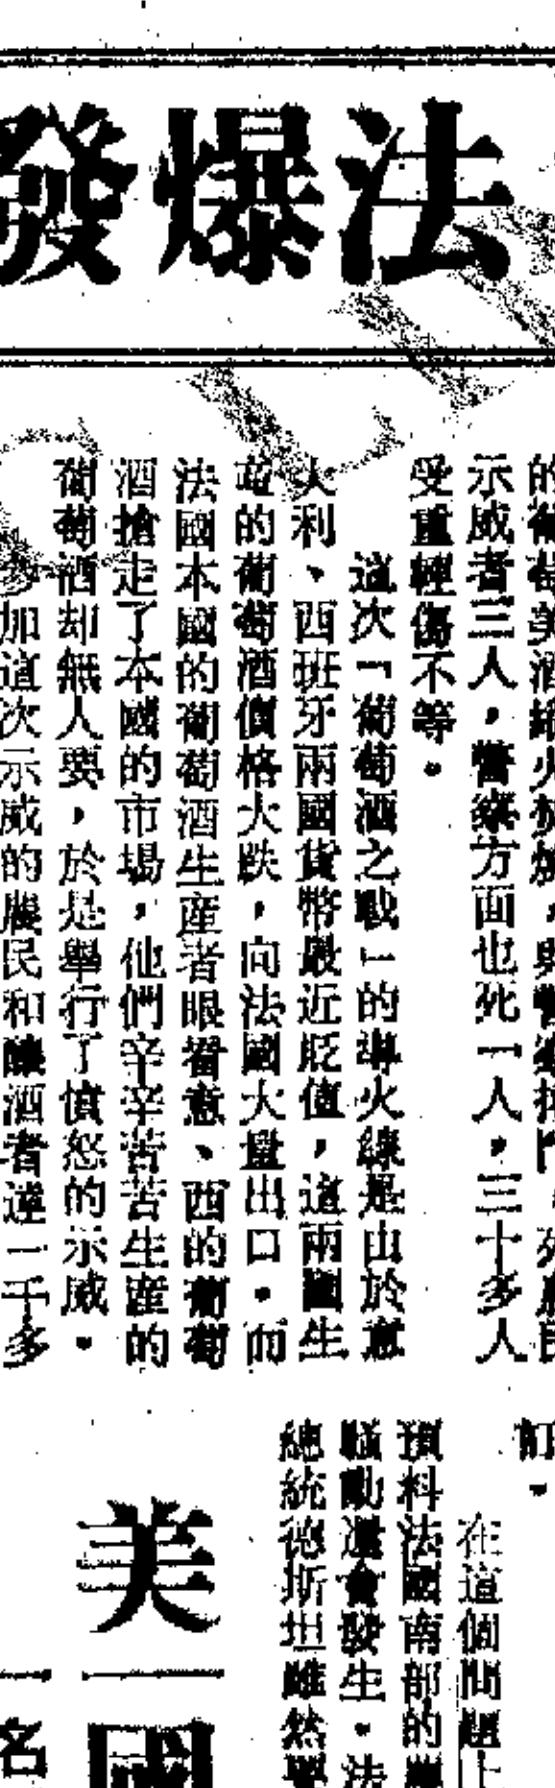 法爆發
的葡萄美酒
示威者三人，警察方面也死一人，三十多人
受重輕傷不等。
這次「葡萄酒之戰」的導火線是由於意
大利、西班牙兩國貨幣最近貶值，這兩國生
產的葡萄酒價格大跌，向法國大量出口。而
法國本國的葡萄酒生產者眼看意、西的葡萄
酒搶走了本國的市場，他們辛辛苦苦生產的
葡萄酒却無人要，於是舉行了憤怒的示威。
參加這次示威的農民和釀酒者達一千多
在這個問題上
預料法國南部的
騷動還會發生。法
總統德斯坦雖然
美國
一名